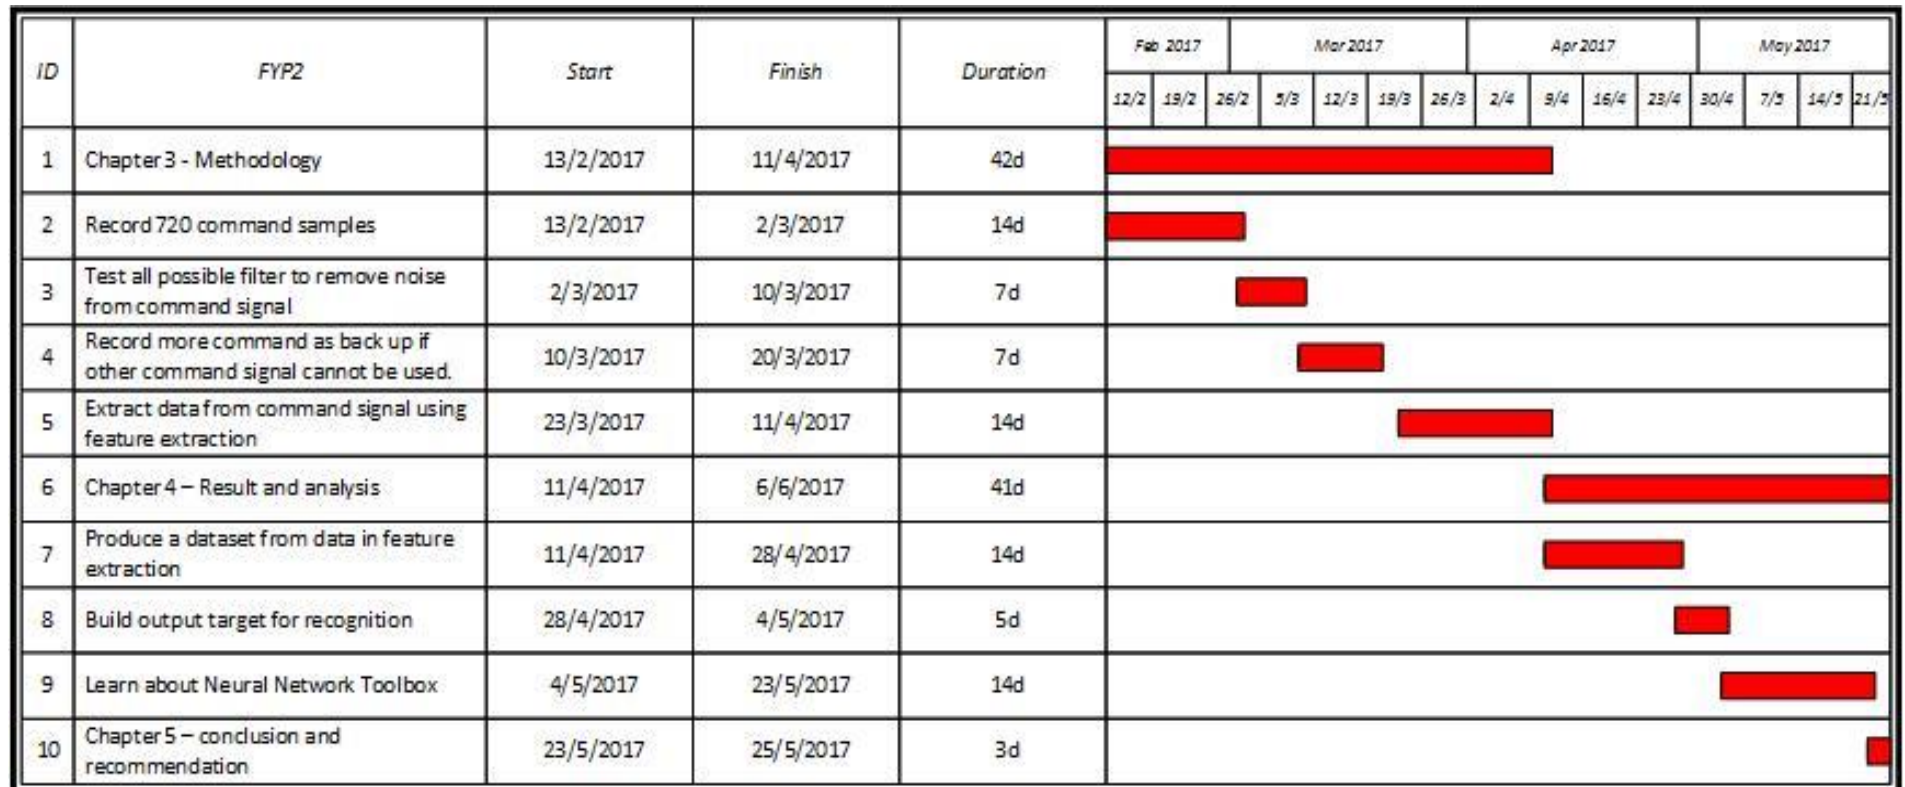 ID FYP2 Start Finish Duration Feb 2017 Mar 2017 Apr 2017 May 2017
12/2 19/2 26/2 5/3 12/3 19/3 26/3 2/4 9/4 16/4 23/4 30/4 7/5 14/5 21/5
1 Chapter 3 - Methodology 13/2/2017 11/4/2017 42d
2 Record 720 command samples 13/2/2017 2/3/2017 14d
3 Test all possible filter to remove noise
from command signal 2/3/2017 10/3/2017 7d
4 Record more command as back up if
other command signal cannot be used. 10/3/2017 20/3/2017 7d
5 Extract data from command signal using
feature extraction 23/3/2017 11/4/2017 14d
6 Chapter 4 – Result and analysis 11/4/2017 6/6/2017 41d
7 Produce a dataset from data in feature
extraction 11/4/2017 28/4/2017 14d
8 Build output target for recognition 28/4/2017 4/5/2017 5d
9 Learn about Neural Network Toolbox 4/5/2017 23/5/2017 14d
10 Chapter 5 – conclusion and
recommendation 23/5/2017 25/5/2017 3d